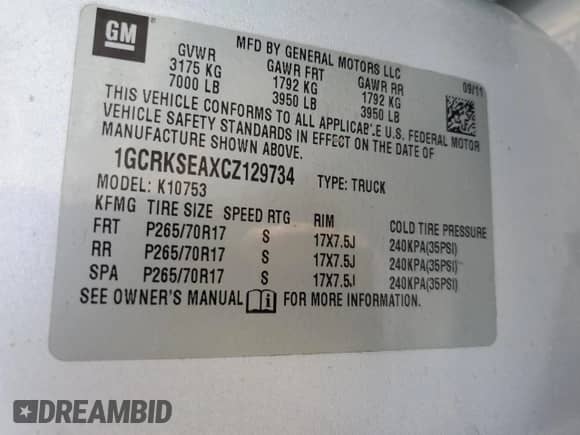 GM
MFD BY GENERAL MOTORS LLC
GVWR GAWR FRT GAWR RR 09/11
3175 KG 1792 KG 1792 KG
7000 LB 3950 LB 3950 LB
THIS VEHICLE CONFORMS TO ALL APPLICABLE U.S. FEDERAL MOTOR
VEHICLE SAFETY STANDARDS IN EFFECT ON THE DATE OF
MANUFACTURE SHOWN ABOVE.
1GCRKSEAXCZ129734 TYPE: TRUCK
MODEL: K10753
KFMG TIRE SIZE SPEED RTG RIM COLD TIRE PRESSURE
FRT P265/70R17 S 17X7.5J 240KPA(35PSI)
RR P265/70R17 S 17X7.5J 240KPA(35PSI)
SPA P265/70R17 S 17X7.5J 240KPA(35PSI)
SEE OWNER'S MANUAL FOR MORE INFORMATION.
DREAMBID